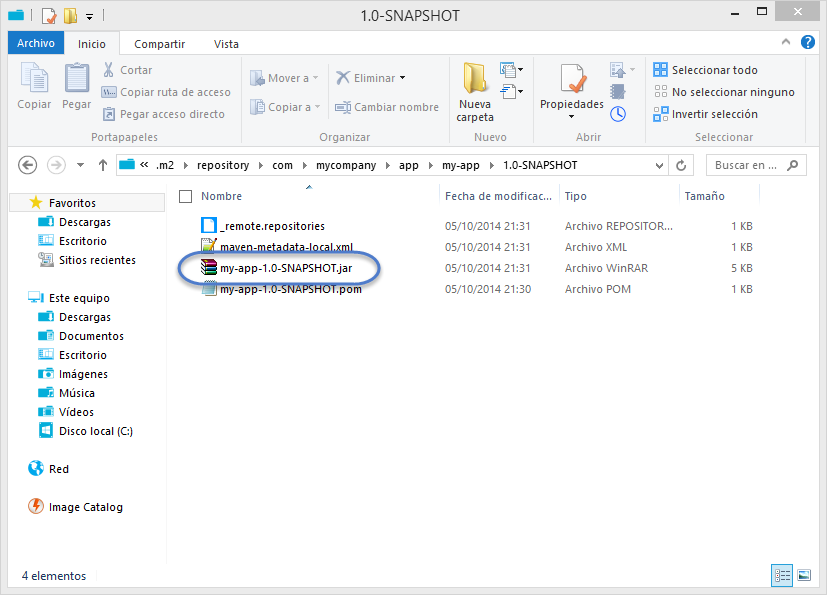 1.0-SNAPSHOT
Archivo Inicio Compartir Vista
Copiar
Pegar
Cortar
Copiar ruta de acceso
Pegar acceso directo
Portapapeles
Mover a
Copiar a
Eliminar
Cambiar nombre
Organizar
Nueva
carpeta
Nuevo
Propiedades
Abrir
Seleccionar todo
No seleccionar ninguno
Invertir selección
Seleccionar
« .m2 repository com mycompany app my-app 1.0-SNAPSHOT
Buscar en ...
Favoritos
Descargas
Escritorio
Sitios recientes
Este equipo
Descargas
Documentos
Escritorio
Imágenes
Música
Vídeos
Disco local (C:)
Red
Image Catalog
Nombre Fecha de modificac... Tipo Tamaño
_remote.repositories 05/10/2014 21:31 Archivo REPOSITOR... 1 KB
maven-metadata-local.xml 05/10/2014 21:31 Archivo XML 1 KB
my-app-1.0-SNAPSHOT.jar 05/10/2014 21:31 Archivo WinRAR 5 KB
my-app-1.0-SNAPSHOT.pom 05/10/2014 21:30 Archivo POM 1 KB
4 elementos